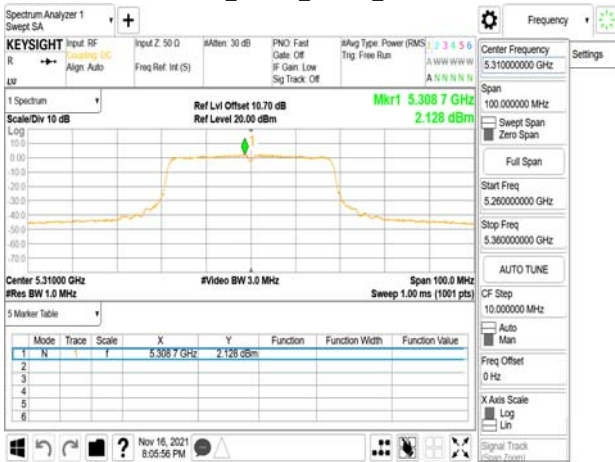 Spectrum Analyzer 1
Swept SA
+
Frequency
KEYSIGHT
R
Input: RF
Coupling: DC
Align: Auto
Input Z: 50 Ω
Freq Ref: Int (S)
#Atten: 30 dB
PNO: Fast
Gate: Off
IF Gain: Low
Sig Track: Off
#Avg Type: Power (RMS
Trig: Free Run
1 2 3 4 5 6
A W W W W W
A N N N N N
Center Frequency
5.310000000 GHz
Settings
Span
100.000000 MHz
Swept Span
Zero Span
Full Span
Start Freq
5.260000000 GHz
Stop Freq
5.360000000 GHz
AUTO TUNE
CF Step
10.000000 MHz
Auto
Man
Freq Offset
0 Hz
X Axis Scale
Log
Lin
Signal Track
(Span Zoom)
1 Spectrum
Scale/Div 10 dB
Log
Ref Lvl Offset 10.70 dB
Ref Level 20.00 dBm
Mkr1 5.308 7 GHz
2.128 dBm
1
10.0
0.00
-10.0
-20.0
-30.0
-40.0
-50.0
-60.0
-70.0
Center 5.31000 GHz
#Res BW 1.0 MHz
#Video BW 3.0 MHz
Span 100.0 MHz
Sweep 1.00 ms (1001 pts)
5 Marker Table
Mode Trace Scale X Y Function Function Width Function Value
1 N 1 f 5.308 7 GHz 2.128 dBm
2
3
4
5
6
?
Nov 16, 2021
8:05:56 PM